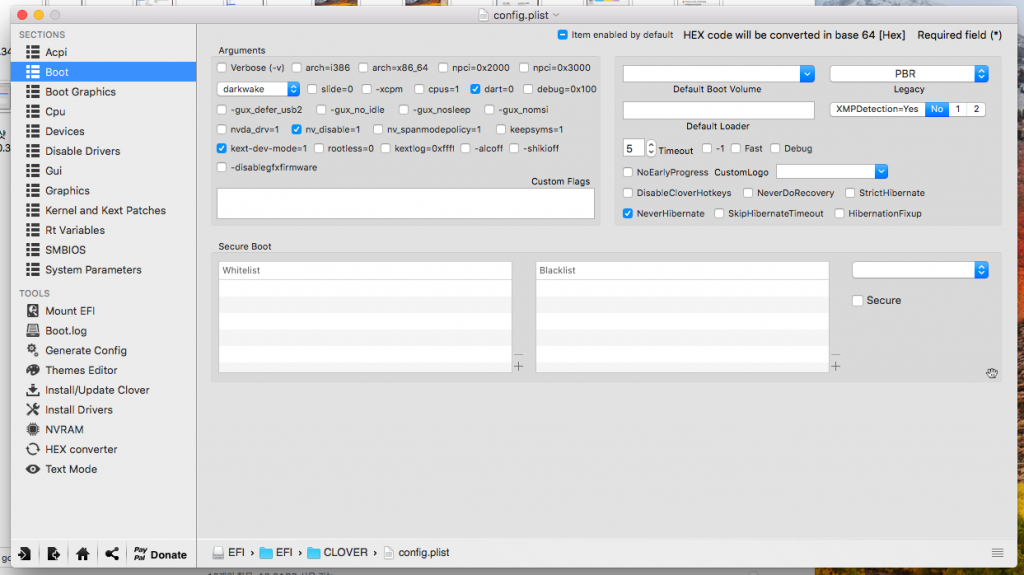 config.plist
SECTIONS
Acpi
Boot
Boot Graphics
Cpu
Devices
Disable Drivers
Gui
Graphics
Kernel and Kext Patches
Rt Variables
SMBIOS
System Parameters
TOOLS
Mount EFI
Boot.log
Generate Config
Themes Editor
Install/Update Clover
Install Drivers
NVRAM
HEX converter
Text Mode
Pay Pal Donate
Item enabled by default HEX code will be converted in base 64 [Hex] Required field (*)
Arguments
Verbose (-v) arch=i386 arch=x86_64 npci=0x2000 npci=0x3000
darkwake slide=0 -xcpm cpus=1 dart=0 debug=0x100
-gux_defer_usb2 -gux_no_idle -gux_nosleep -gux_nomsi
nvda_drv=1 nv_disable=1 nv_spanmodepolicy=1 keepsyms=1
kext-dev-mode=1 rootless=0 kextlog=0xffff -alcoff -shikioff
-disablegfxfirmware
Custom Flags
PBR
Default Boot Volume Legacy
XMPDetection=Yes No 1 2
Default Loader
5 Timeout -1 Fast Debug
NoEarlyProgress CustomLogo
DisableCloverHotkeys NeverDoRecovery StrictHibernate
NeverHibernate SkipHibernateTimeout HibernationFixup
Secure Boot
Whitelist Blacklist
Secure
EFI › EFI › CLOVER › config.plist